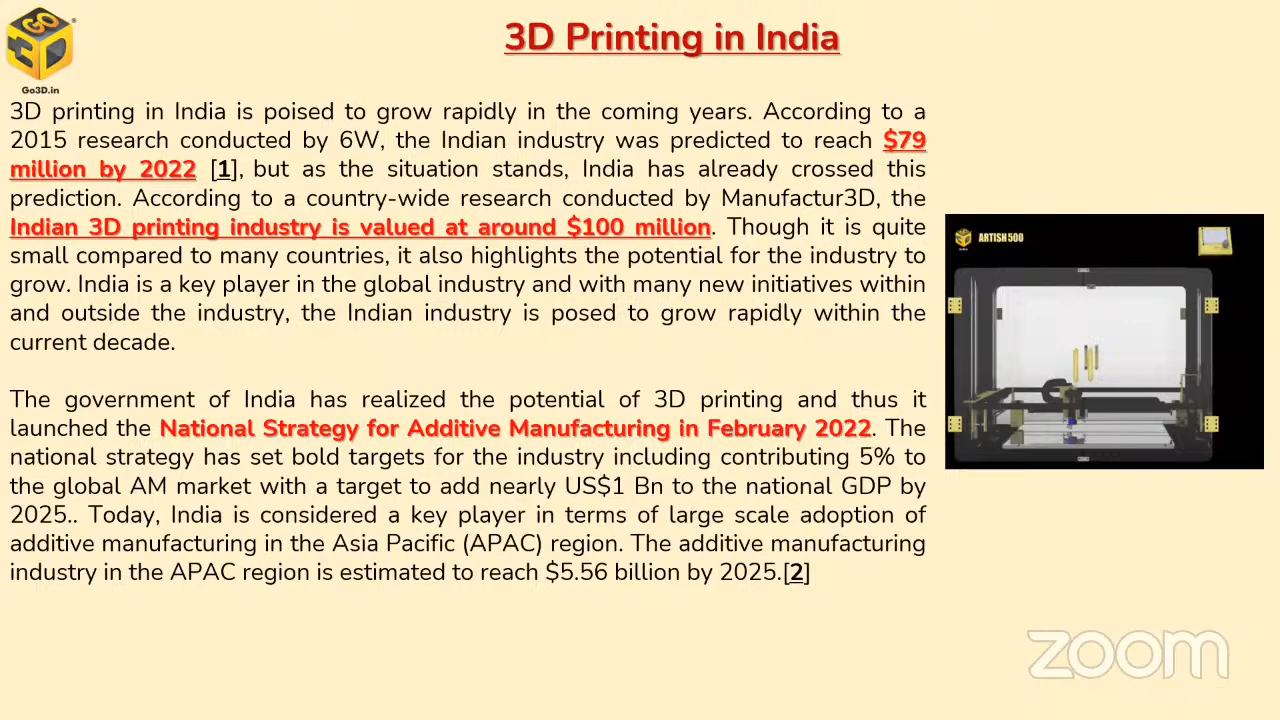 GO
3D
Go3D.in
3D Printing in India
3D printing in India is poised to grow rapidly in the coming years. According to a
2015 research conducted by 6W, the Indian industry was predicted to reach $79
million by 2022 [1], but as the situation stands, India has already crossed this
prediction. According to a country-wide research conducted by Manufactur3D, the
Indian 3D printing industry is valued at around $100 million. Though it is quite
small compared to many countries, it also highlights the potential for the industry to
grow. India is a key player in the global industry and with many new initiatives within
and outside the industry, the Indian industry is posed to grow rapidly within the
current decade.
The government of India has realized the potential of 3D printing and thus it
launched the National Strategy for Additive Manufacturing in February 2022. The
national strategy has set bold targets for the industry including contributing 5% to
the global AM market with a target to add nearly US$1 Bn to the national GDP by
2025.. Today, India is considered a key player in terms of large scale adoption of
additive manufacturing in the Asia Pacific (APAC) region. The additive manufacturing
industry in the APAC region is estimated to reach $5.56 billion by 2025.[2]
ARTISH 500
zoom